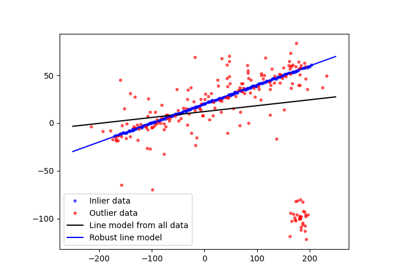 50
0
−50
−100
Inlier data
Outlier data
Line model from all data
Robust line model
−200
−100
0
100
200